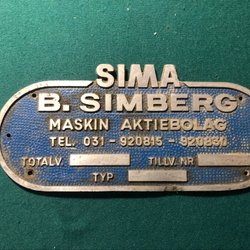 SIMA
B. SIMBERG
MASKIN AKTIEBOLAG
TEL. 031 - 920815 - 920830
TOTALV. TILLV. NR
TYP